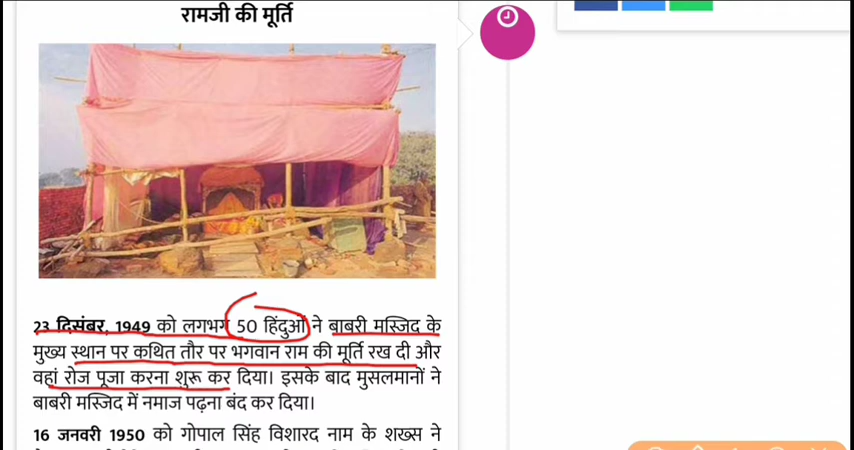 रामजी की मूर्ति
23 दिसंबर, 1949 को लगभग 50 हिंदुओं ने बाबरी मस्जिद के
मुख्य स्थान पर कथित तौर पर भगवान राम की मूर्ति रख दी और
वहां रोज पूजा करना शुरू कर दिया। इसके बाद मुसलमानों ने
बाबरी मस्जिद में नमाज पढ़ना बंद कर दिया।
16 जनवरी 1950 को गोपाल सिंह विशारद नाम के शख्स ने